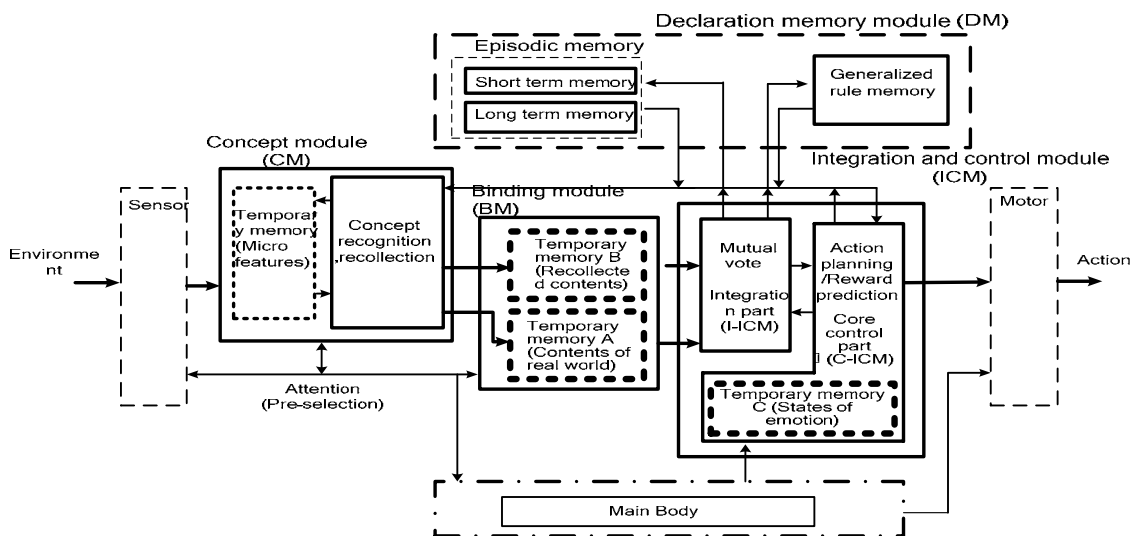 Declaration memory module (DM)
Episodic memory
Short term memory
Long term memory
Generalized
rule memory
Concept module
(CM)
Integration and control module
(ICM)
Sensor
Temporar
y memory
(Micro
features)
Concept
recognition
,recollection
Binding module
(BM)
Temporary
memory B
(Recollecte
d contents)
Temporary
memory A
(Contents of
real world)
Mutual
vote
Integratio
n part
(I-ICM)
Action
planning
/Reward
prediction
Core
control
part
(C-ICM)
Motor
Environme
nt
Action
Attention
(Pre-selection)
Temporary memory
C (States of
emotion)
Main Body